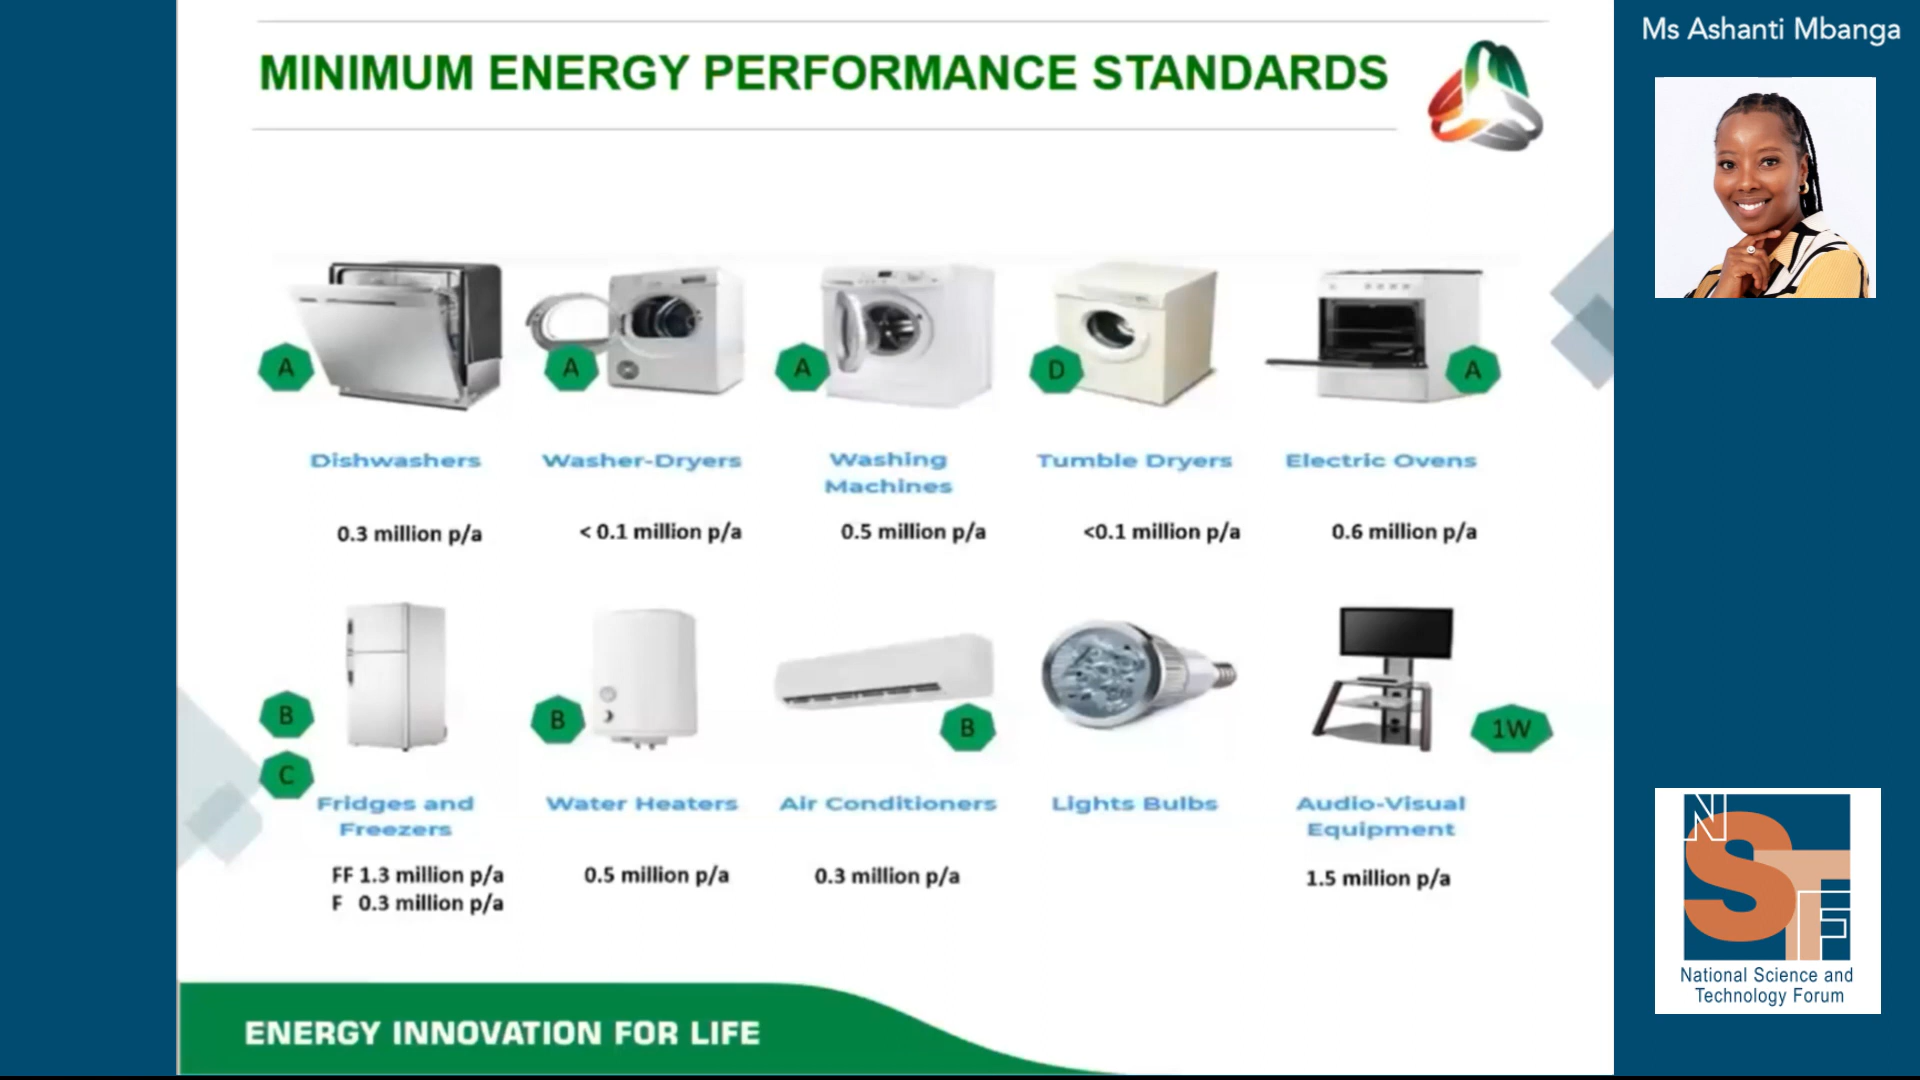 Ms Ashanti Mbanga
MINIMUM ENERGY PERFORMANCE STANDARDS
A
A
A
D
A
Dishwashers
Washer-Dryers
Washing
Machines
Tumble Dryers
Electric Ovens
0.3 million p/a
< 0.1 million p/a
0.5 million p/a
<0.1 million p/a
0.6 million p/a
B
C
B
B
1W
Fridges and
Freezers
Water Heaters
Air Conditioners
Lights Bulbs
Audio-Visual
Equipment
FF 1.3 million p/a
F 0.3 million p/a
0.5 million p/a
0.3 million p/a
1.5 million p/a
ENERGY INNOVATION FOR LIFE
NSTF
National Science and
Technology Forum